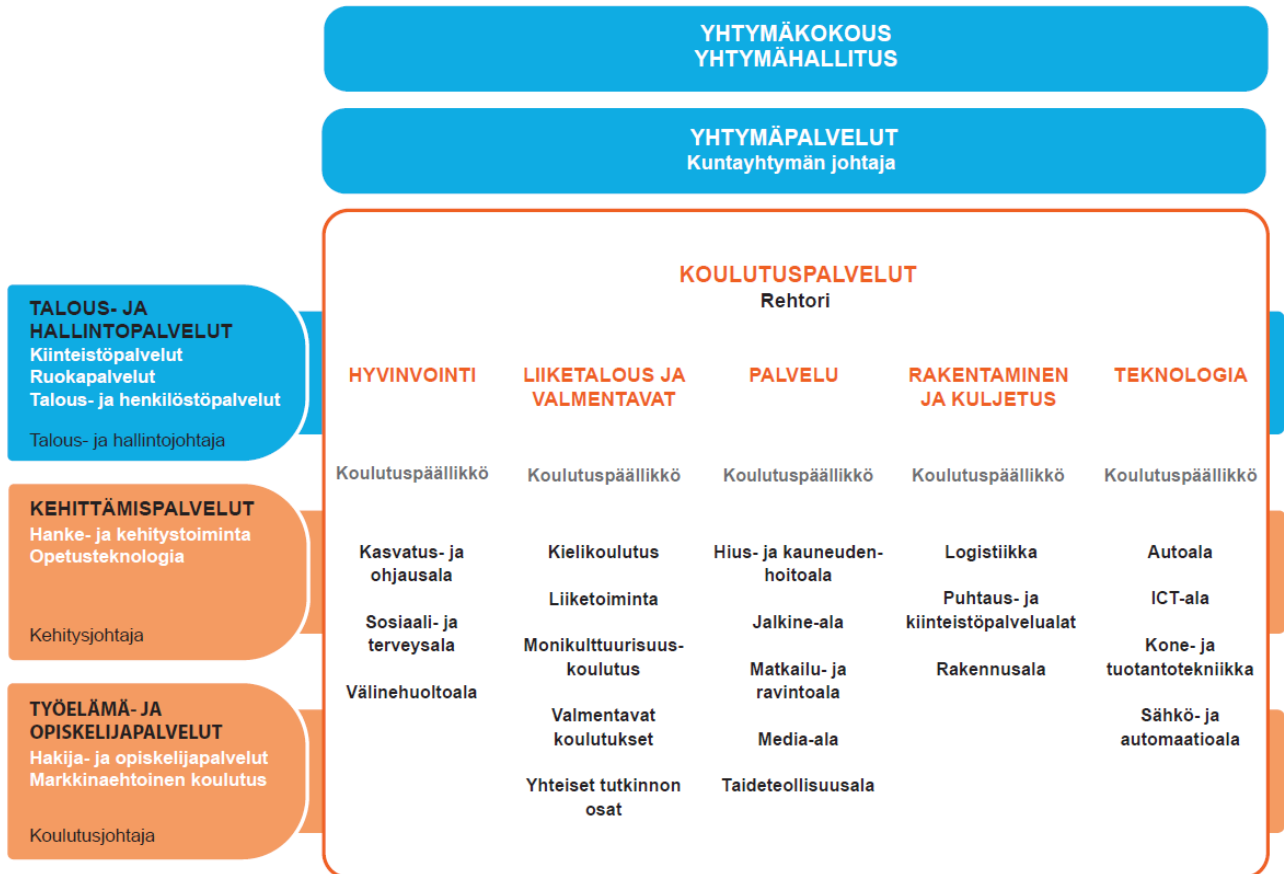 YHTYMÄKOKOUS
YHTYMÄHALLITUS
YHTYMÄPALVELUT
Kuntayhtymän johtaja
TALOUS- JA
HALLINTOPALVELUT
Kiinteistöpalvelut
Ruokapalvelut
Talous- ja henkilöstöpalvelut
Talous- ja hallintojohtaja
KEHITTÄMISPALVELUT
Hanke- ja kehitystoiminta
Opetusteknologia
Kehitysjohtaja
TYÖELÄMÄ- JA
OPISKELIJAPALVELUT
Hakija- ja opiskelijapalvelut
Markkinaehtoinen koulutus
Koulutusjohtaja
KOULUTUSPALVELUT
Rehtori
HYVINVOINTI
Koulutuspäällikkö
Kasvatus- ja
ohjausala
Sosiaali- ja
terveysala
Välinehuoltoala
LIIKETALOUS JA
VALMENTAVAT
Koulutuspäällikkö
Kielikoulutus
Liiketoiminta
Monikulttuurisuus-
koulutus
Valmentavat
koulutukset
Yhteiset tutkinnon
osat
PALVELU
Koulutuspäällikkö
Hius- ja kauneuden-
hoitoala
Jalkine-ala
Matkailu- ja
ravintoala
Media-ala
Taideteollisuusala
RAKENTAMINEN
JA KULJETUS
Koulutuspäällikkö
Logistiikka
Puhtaus- ja
kiinteistöpalvelualat
Rakennusala
TEKNOLOGIA
Koulutuspäällikkö
Autoala
ICT-ala
Kone- ja
tuotantotekniikka
Sähkö- ja
automaatioala